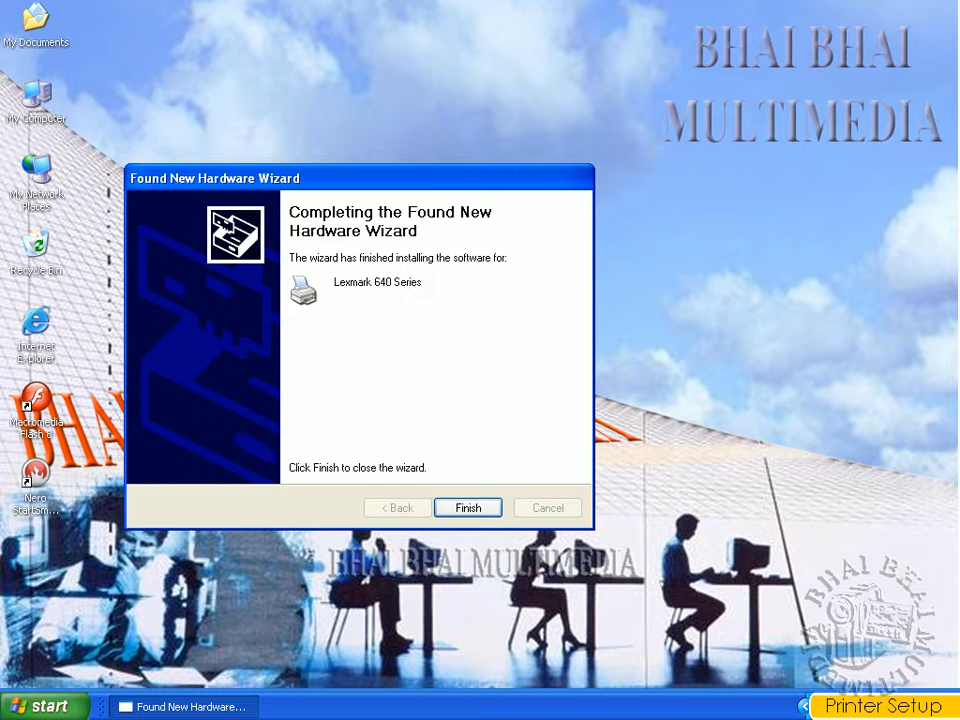 My Documents
My Computer
My Network
Places
Recycle Bin
Internet
Explorer
Macromedia
Flash 8
Nero
StartSm...
BHAI BHAI
MULTIMEDIA
Found New Hardware Wizard
Completing the Found New
Hardware Wizard
The wizard has finished installing the software for:
Lexmark 640 Series
Click Finish to close the wizard.
< Back
Finish
Cancel
BHAI BHAI MULTIMEDIA
BHAI BHAI MULTIMEDIA
start
Found New Hardware...
Printer Setup